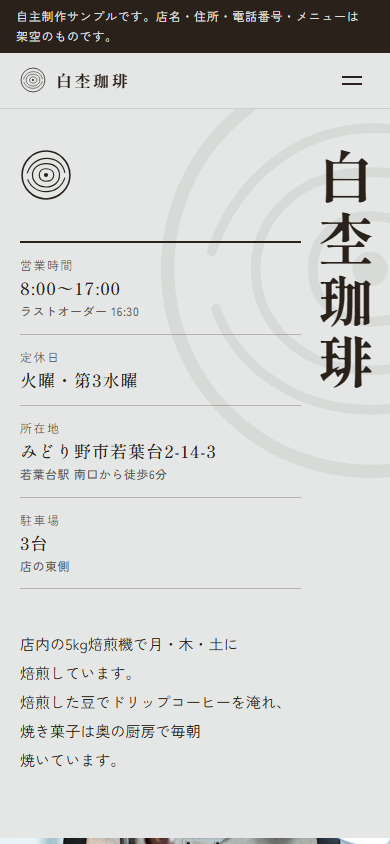 自主制作サンプルです。店名・住所・電話番号・メニューは
架空のものです。
白杢珈琲
白杢珈琲
営業時間
8:00〜17:00
ラストオーダー 16:30
定休日
火曜・第3水曜
所在地
みどり野市若葉台2-14-3
若葉台駅 南口から徒歩6分
駐車場
3台
店の東側
店内の5kg焙煎機で月・木・土に
焙煎しています。
焙煎した豆でドリップコーヒーを淹れ、
焼き菓子は奥の厨房で毎朝
焼いています。